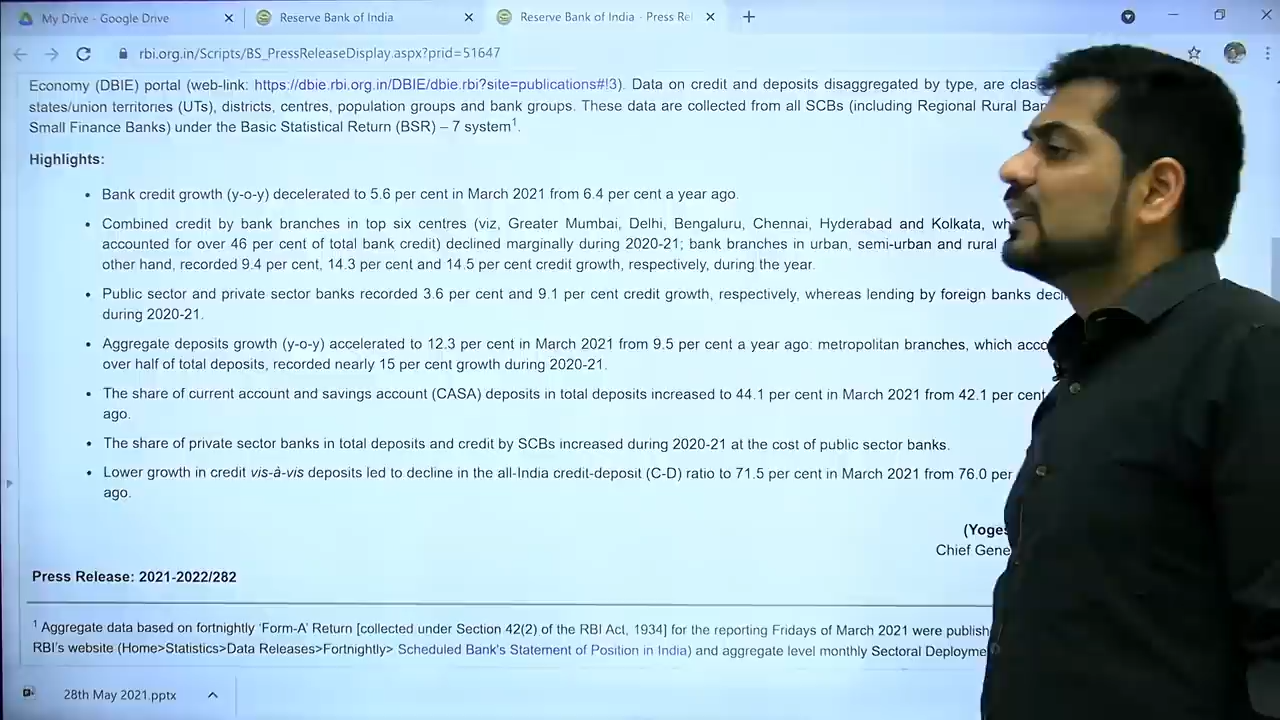 My Drive - Google Drive
Reserve Bank of India
Reserve Bank of India - Press Rel
rbi.org.in/Scripts/BS_PressReleaseDisplay.aspx?prid=51647
Economy (DBIE) portal (web-link: https://dbie.rbi.org.in/DBIE/dbie.rbi?site=publications#!3). Data on credit and deposits disaggregated by type, are
states/union territories (UTs), districts, centres, population groups and bank groups. These data are collected from all SCBs (including Regional Rural
Small Finance Banks) under the Basic Statistical Return (BSR) – 7 system¹.
Highlights:
• Bank credit growth (y-o-y) decelerated to 5.6 per cent in March 2021 from 6.4 per cent a year ago.
• Combined credit by bank branches in top six centres (viz, Greater Mumbai, Delhi, Bengaluru, Chennai, Hyderabad and Kolkata,
accounted for over 46 per cent of total bank credit) declined marginally during 2020-21; bank branches in urban, semi-urban and rural
other hand, recorded 9.4 per cent, 14.3 per cent and 14.5 per cent credit growth, respectively, during the year.
• Public sector and private sector banks recorded 3.6 per cent and 9.1 per cent credit growth, respectively, whereas lending by foreign banks
during 2020-21.
• Aggregate deposits growth (y-o-y) accelerated to 12.3 per cent in March 2021 from 9.5 per cent a year ago: metropolitan branches, which
over half of total deposits, recorded nearly 15 per cent growth during 2020-21.
• The share of current account and savings account (CASA) deposits in total deposits increased to 44.1 per cent in March 2021 from 42.1 per cent
ago.
• The share of private sector banks in total deposits and credit by SCBs increased during 2020-21 at the cost of public sector banks.
• Lower growth in credit vis-à-vis deposits led to decline in the all-India credit-deposit (C-D) ratio to 71.5 per cent in March 2021 from 76.0 per
ago.
(Yoges
Chief Gene
Press Release: 2021-2022/282
¹ Aggregate data based on fortnightly 'Form-A' Return [collected under Section 42(2) of the RBI Act, 1934] for the reporting Fridays of March 2021 were
RBI's website (Home>Statistics>Data Releases>Fortnightly> Scheduled Bank's Statement of Position in India) and aggregate level monthly Sectoral
28th May 2021.pptx